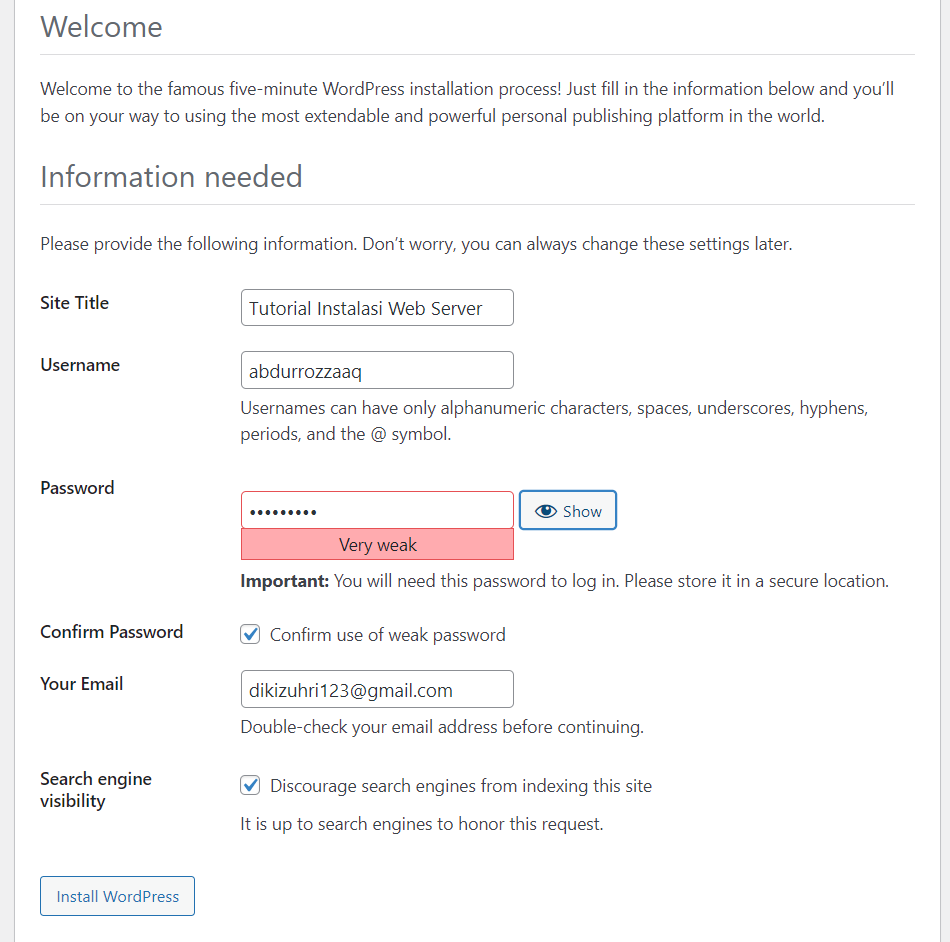 Welcome
Welcome to the famous five-minute WordPress installation process! Just fill in the information below and you’ll
be on your way to using the most extendable and powerful personal publishing platform in the world.
Information needed
Please provide the following information. Don’t worry, you can always change these settings later.
Site Title
Tutorial Instalasi Web Server
Username
abdurrozzaaq
Usernames can have only alphanumeric characters, spaces, underscores, hyphens,
periods, and the @ symbol.
Password
•••••••••
Show
Very weak
Important: You will need this password to log in. Please store it in a secure location.
Confirm Password
Confirm use of weak password
Your Email
dikizuhri123@gmail.com
Double-check your email address before continuing.
Search engine
visibility
Discourage search engines from indexing this site
It is up to search engines to honor this request.
Install WordPress